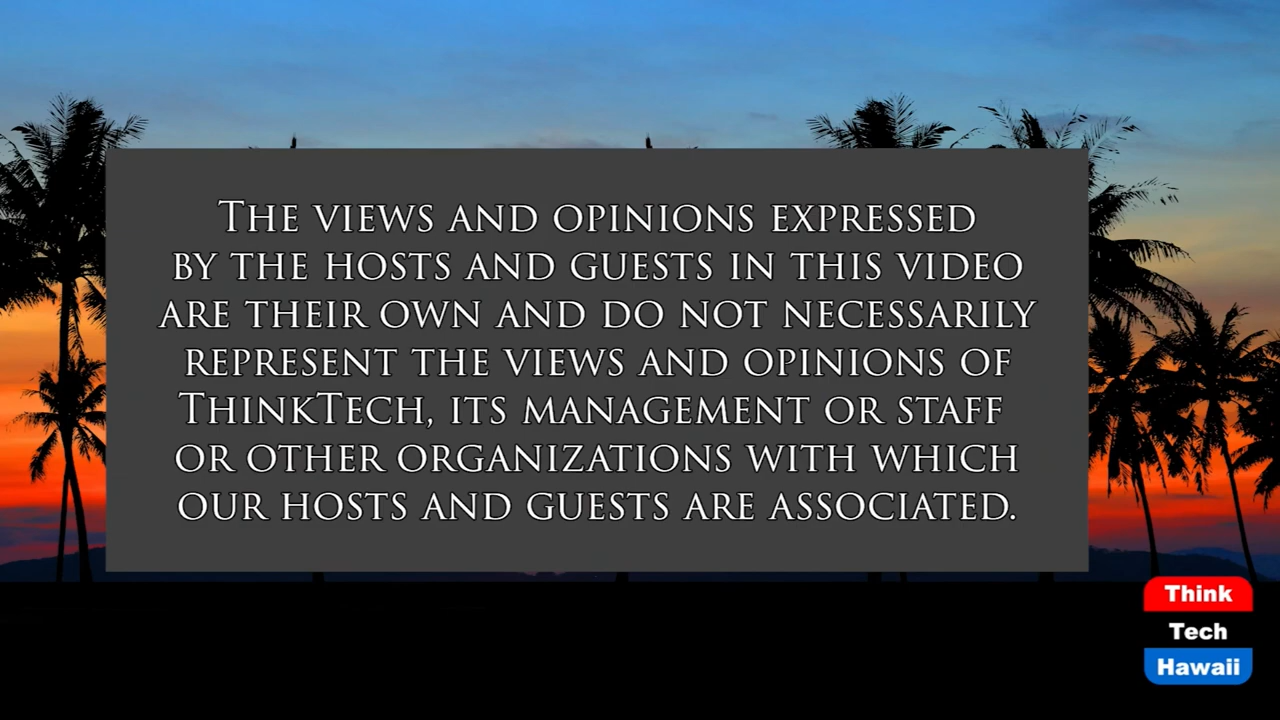 The views and opinions expressed
by the hosts and guests in this video
are their own and do not necessarily
represent the views and opinions of
ThinkTech, its management or staff
or other organizations with which
our hosts and guests are associated.
Think
Tech
Hawaii